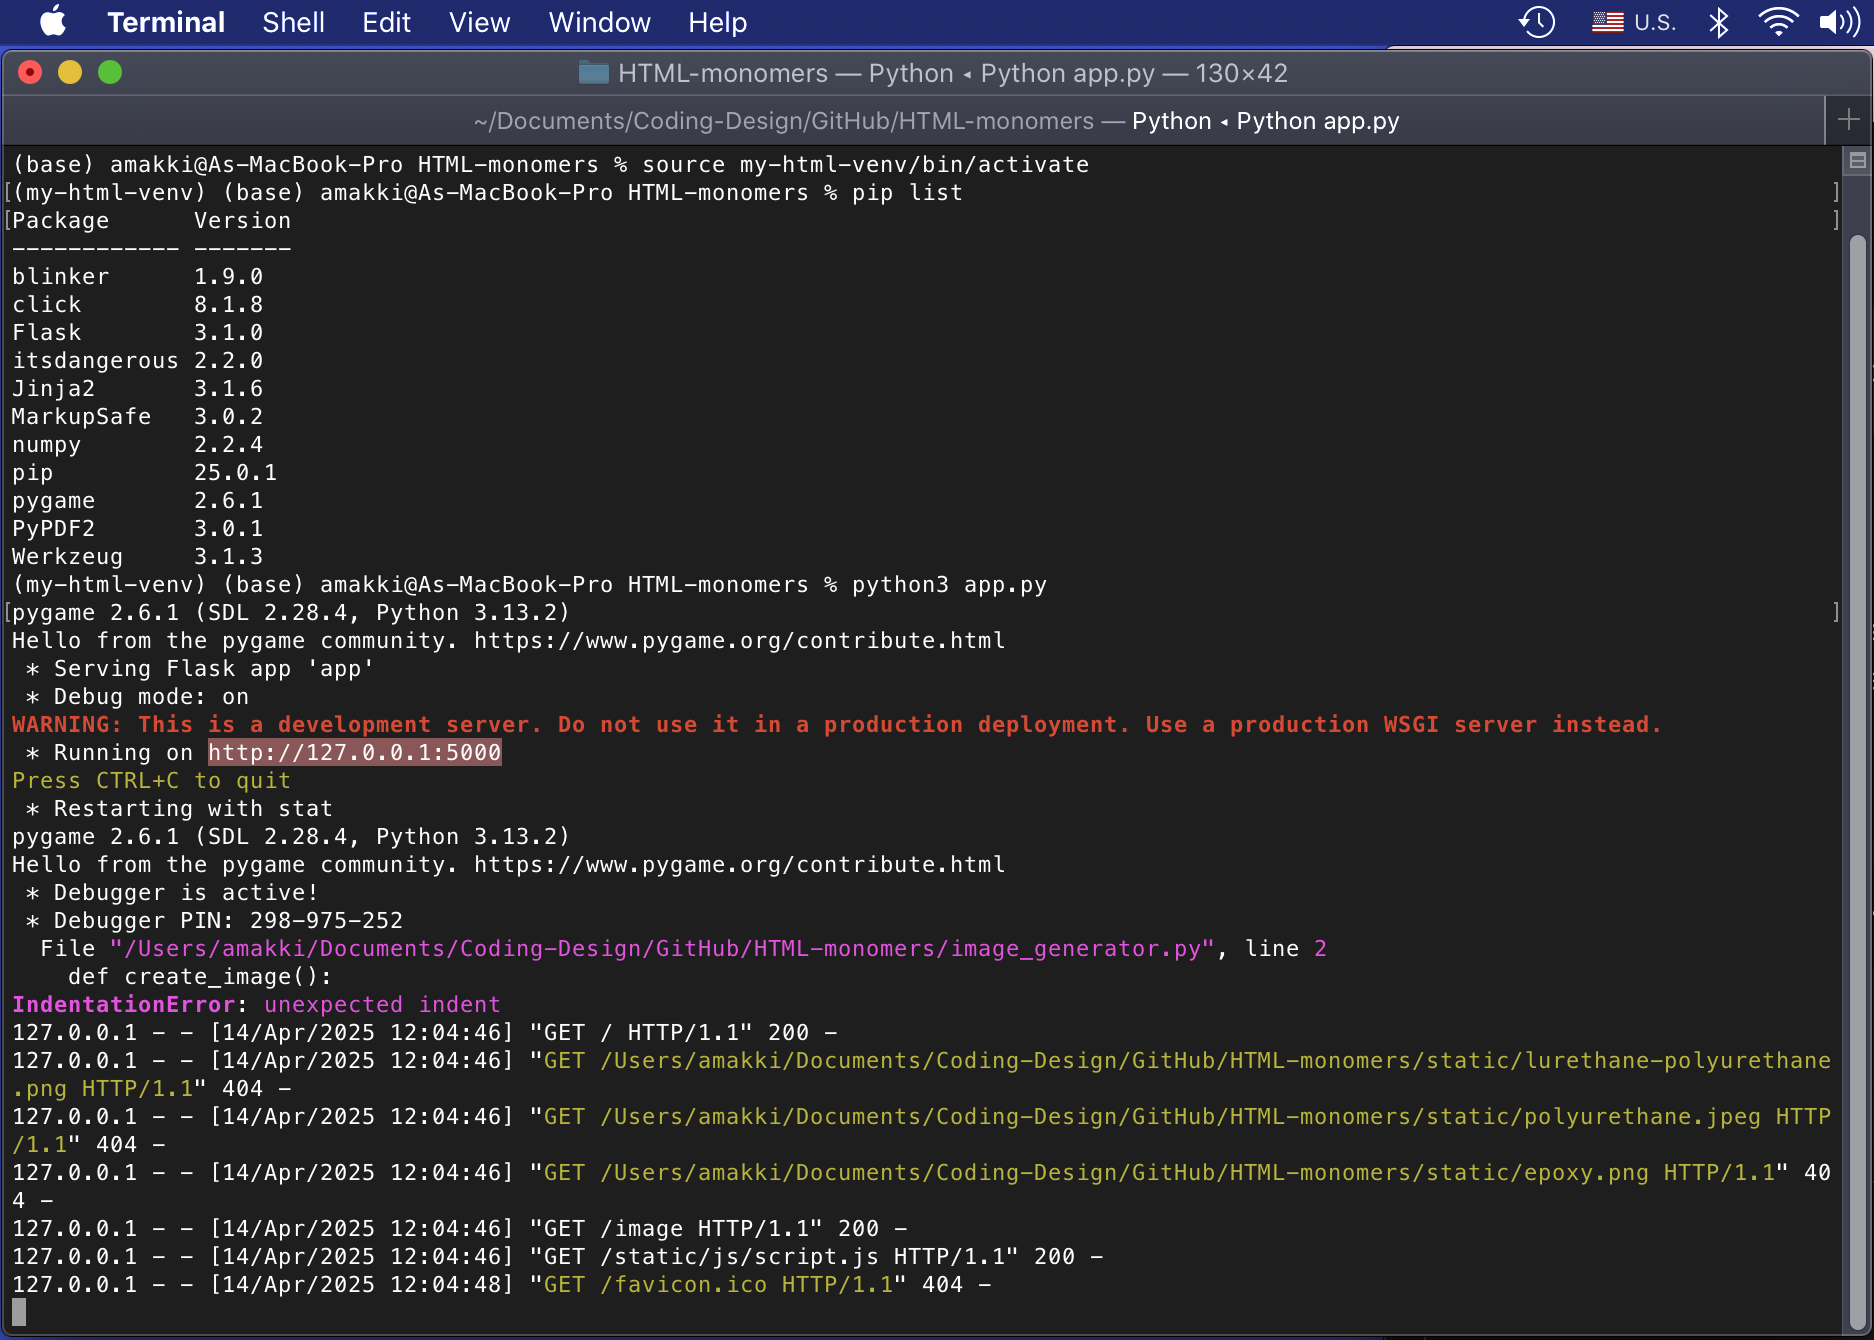 Terminal Shell Edit View Window Help U.S.
HTML-monomers — Python ◂ Python app.py — 130×42
~/Documents/Coding-Design/GitHub/HTML-monomers — Python ◂ Python app.py
(base) amakki@As-MacBook-Pro HTML-monomers % source my-html-venv/bin/activate
[(my-html-venv) (base) amakki@As-MacBook-Pro HTML-monomers % pip list ]
[Package Version ]
------------ -------
blinker 1.9.0
click 8.1.8
Flask 3.1.0
itsdangerous 2.2.0
Jinja2 3.1.6
MarkupSafe 3.0.2
numpy 2.2.4
pip 25.0.1
pygame 2.6.1
PyPDF2 3.0.1
Werkzeug 3.1.3
(my-html-venv) (base) amakki@As-MacBook-Pro HTML-monomers % python3 app.py
[pygame 2.6.1 (SDL 2.28.4, Python 3.13.2) ]
Hello from the pygame community. https://www.pygame.org/contribute.html
* Serving Flask app 'app'
* Debug mode: on
WARNING: This is a development server. Do not use it in a production deployment. Use a production WSGI server instead.
* Running on http://127.0.0.1:5000
Press CTRL+C to quit
* Restarting with stat
pygame 2.6.1 (SDL 2.28.4, Python 3.13.2)
Hello from the pygame community. https://www.pygame.org/contribute.html
* Debugger is active!
* Debugger PIN: 298-975-252
File "/Users/amakki/Documents/Coding-Design/GitHub/HTML-monomers/image_generator.py", line 2
def create_image():
IndentationError: unexpected indent
127.0.0.1 - - [14/Apr/2025 12:04:46] "GET / HTTP/1.1" 200 -
127.0.0.1 - - [14/Apr/2025 12:04:46] "GET /Users/amakki/Documents/Coding-Design/GitHub/HTML-monomers/static/lurethane-polyurethane
.png HTTP/1.1" 404 -
127.0.0.1 - - [14/Apr/2025 12:04:46] "GET /Users/amakki/Documents/Coding-Design/GitHub/HTML-monomers/static/polyurethane.jpeg HTTP
/1.1" 404 -
127.0.0.1 - - [14/Apr/2025 12:04:46] "GET /Users/amakki/Documents/Coding-Design/GitHub/HTML-monomers/static/epoxy.png HTTP/1.1" 40
4 -
127.0.0.1 - - [14/Apr/2025 12:04:46] "GET /image HTTP/1.1" 200 -
127.0.0.1 - - [14/Apr/2025 12:04:46] "GET /static/js/script.js HTTP/1.1" 200 -
127.0.0.1 - - [14/Apr/2025 12:04:48] "GET /favicon.ico HTTP/1.1" 404 -